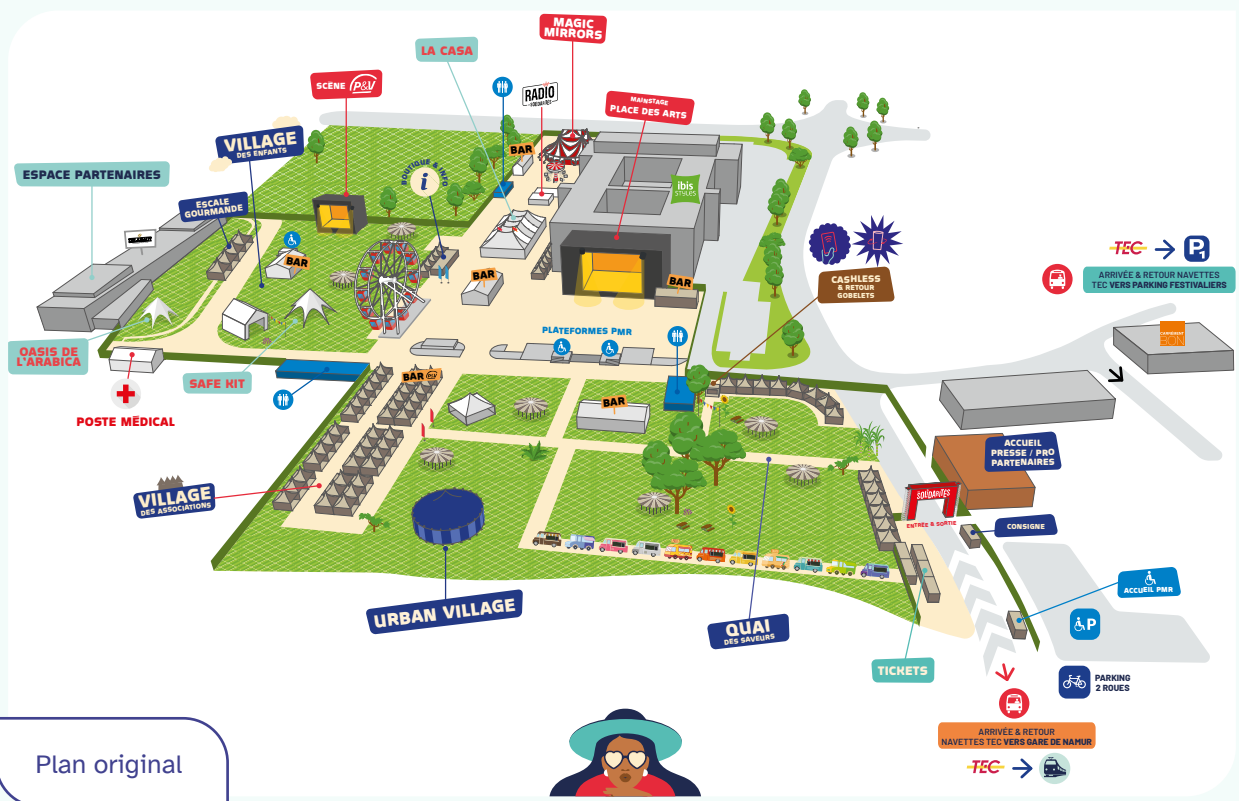 MAGIC
MIRRORS
LA CASA
SCÈNE P&V
RADIO
MAINSTAGE
PLACE DES ARTS
VILLAGE
DES ENFANTS
BAR
BOUTIQUE & INFO
i
ibis
STYLES
ESPACE PARTENAIRES
ESCALE
GOURMANDE
BAR
BAR
BAR
CASHLESS
& RETOUR
GOBELETS
TEC → P1
ARRIVÉE & RETOUR NAVETTES
TEC VERS PARKING FESTIVALIERS
PLATEFORMES PMR
OASIS DE
L'ARABICA
SAFE KIT
POSTE MÉDICAL
BAR
BAR
ACCUEIL
PRESSE / PRO
PARTENAIRES
VILLAGE
DES ASSOCIATIONS
SOLIDARITÉS
ENTRÉE & SORTIE
CONSIGNE
ACCUEIL PMR
P
URBAN VILLAGE
QUAI
DES SAVEURS
TICKETS
PARKING
2 ROUES
ARRIVÉE & RETOUR
NAVETTES TEC VERS GARE DE NAMUR
TEC →
Plan original